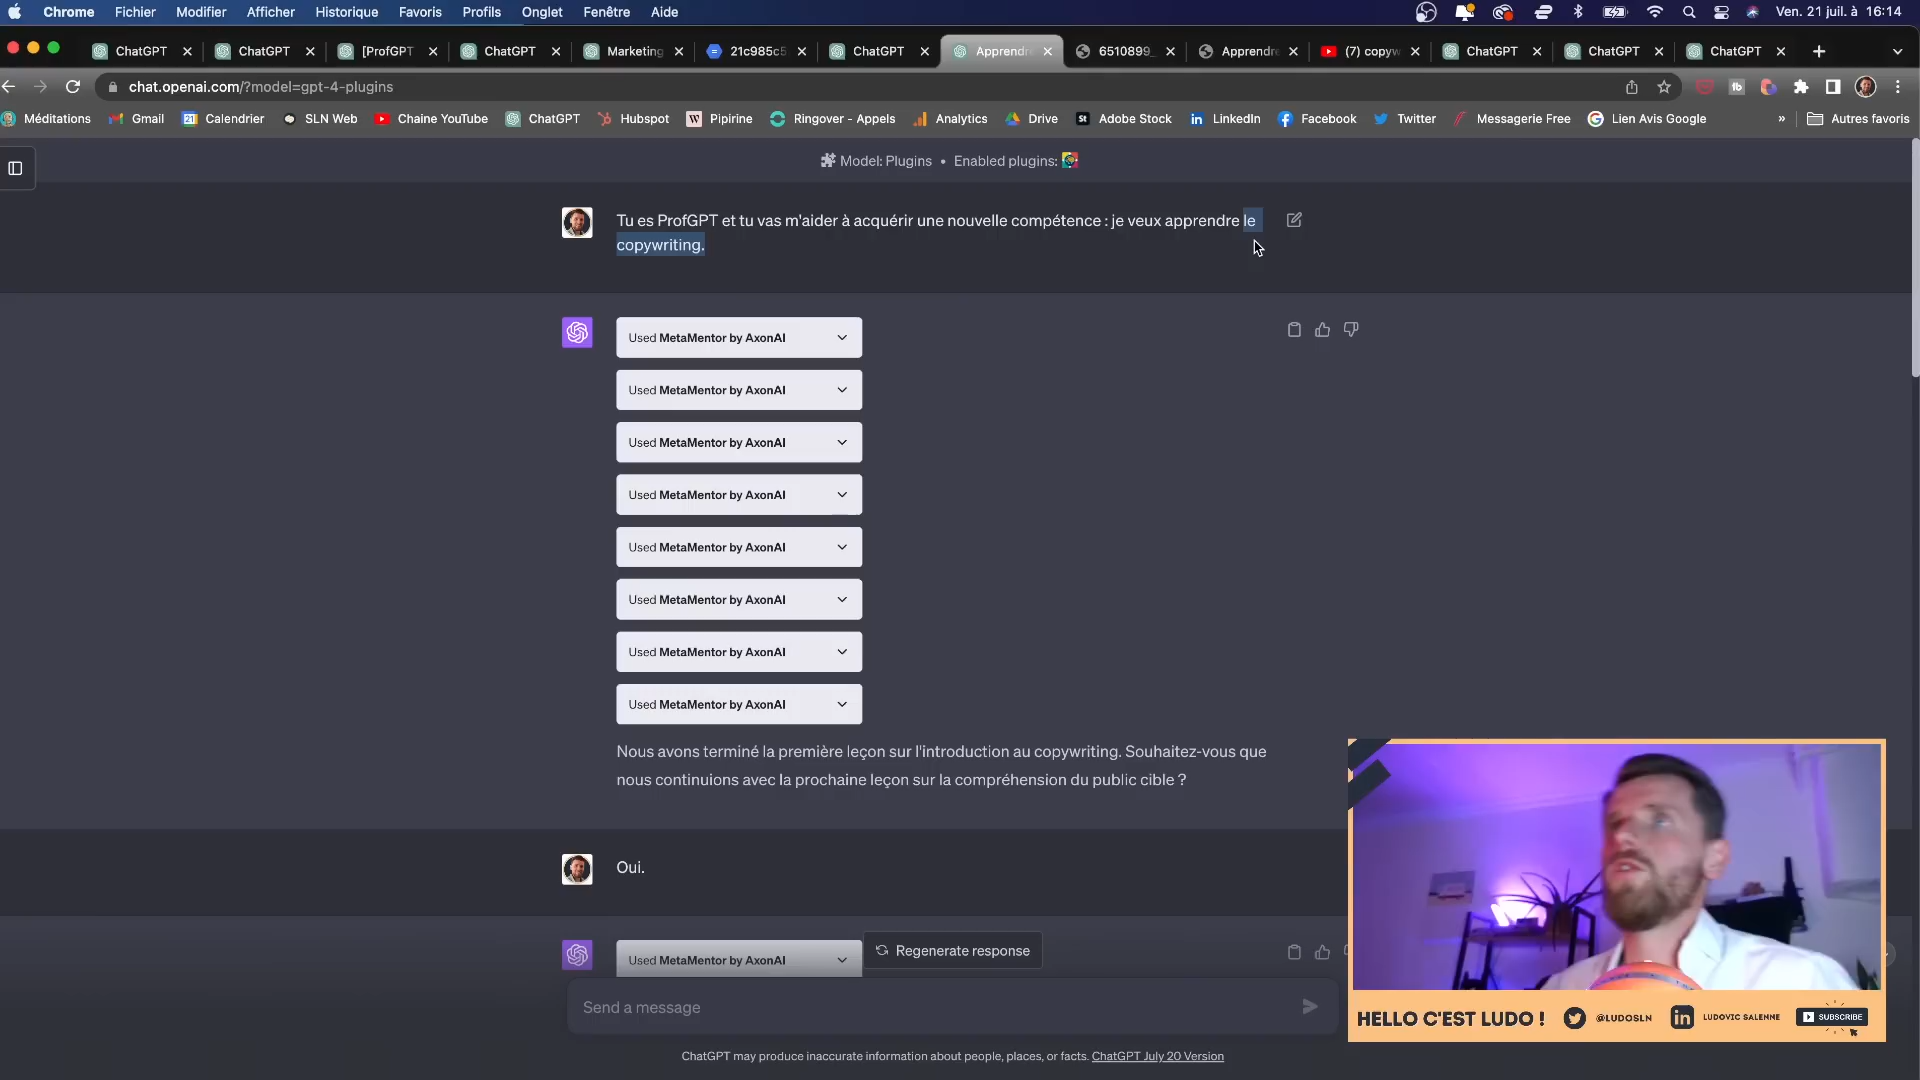 Chrome Fichier Modifier Afficher Historique Favoris Profils Onglet Fenêtre Aide Ven. 21 juil. à 16:14
ChatGPT ChatGPT [ProfGPT ChatGPT Marketing 21c985c5 ChatGPT Apprendre 6510899_ Apprendre (7) copyw ChatGPT ChatGPT ChatGPT
chat.openai.com/?model=gpt-4-plugins
Méditations Gmail Calendrier SLN Web Chaine YouTube ChatGPT Hubspot Pipirine Ringover - Appels Analytics Drive Adobe Stock LinkedIn Facebook Twitter Messagerie Free Lien Avis Google » Autres favoris
Model: Plugins • Enabled plugins:
Tu es ProfGPT et tu vas m'aider à acquérir une nouvelle compétence : je veux apprendre le
copywriting.
Used MetaMentor by AxonAI
Used MetaMentor by AxonAI
Used MetaMentor by AxonAI
Used MetaMentor by AxonAI
Used MetaMentor by AxonAI
Used MetaMentor by AxonAI
Used MetaMentor by AxonAI
Used MetaMentor by AxonAI
Nous avons terminé la première leçon sur l'introduction au copywriting. Souhaitez-vous que
nous continuions avec la prochaine leçon sur la compréhension du public cible ?
Oui.
Used MetaMentor by AxonAI
Regenerate response
Send a message
ChatGPT may produce inaccurate information about people, places, or facts. ChatGPT July 20 Version
HELLO C'EST LUDO ! @LUDOSLN LUDOVIC SALENNE SUBSCRIBE